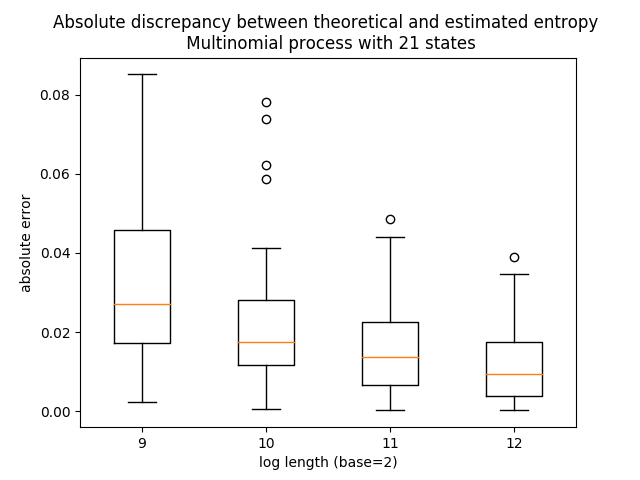 Absolute discrepancy between theoretical and estimated entropy
Multinomial process with 21 states
0.08
0.06
0.04
0.02
0.00
absolute error
9 10 11 12
log length (base=2)